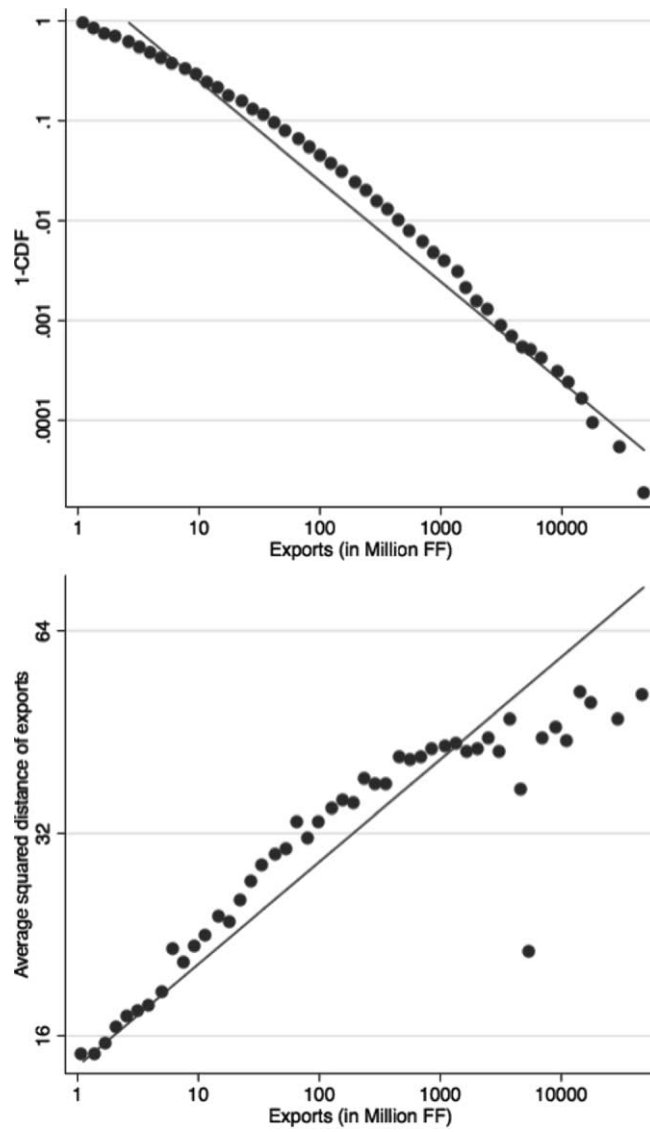 1
.1
.01
.001
.0001
1-CDF
1 10 100 1000 10000
Exports (in Million FF)
64
32
16
Average squared distance of exports
1 10 100 1000 10000
Exports (in Million FF)